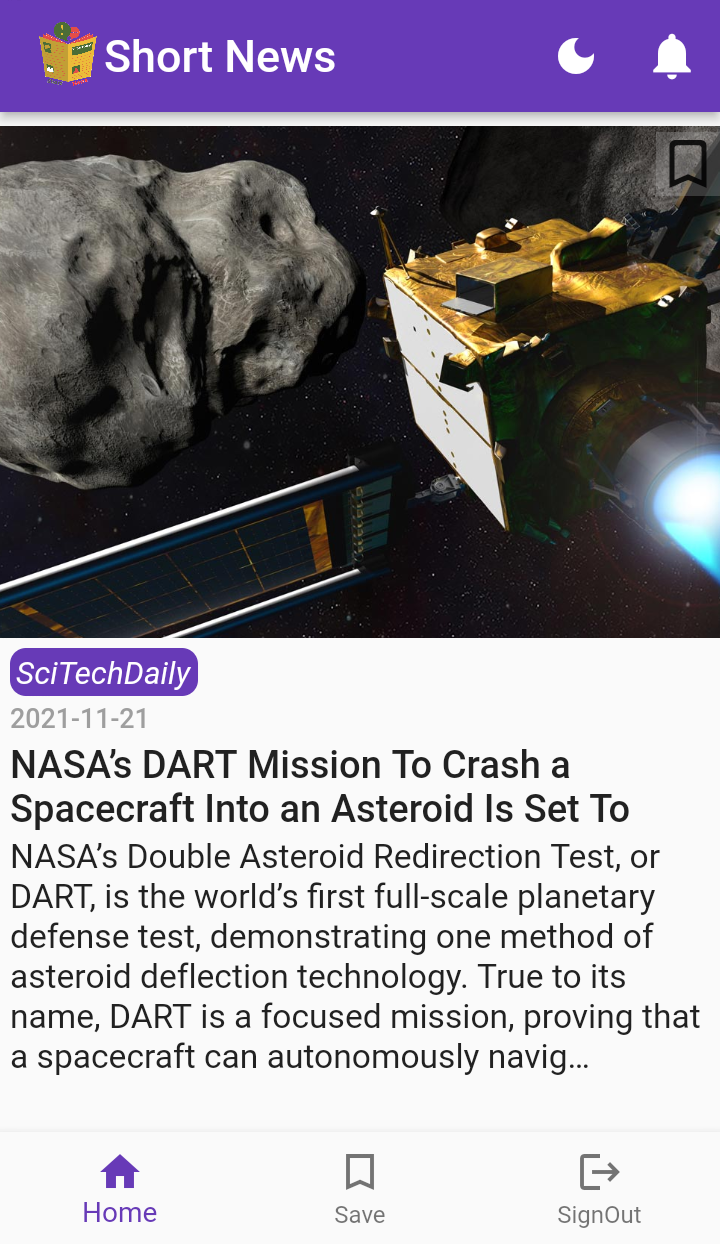 Short News
SciTechDaily
2021-11-21
NASA’s DART Mission To Crash a
Spacecraft Into an Asteroid Is Set To
NASA’s Double Asteroid Redirection Test, or
DART, is the world’s first full-scale planetary
defense test, demonstrating one method of
asteroid deflection technology. True to its
name, DART is a focused mission, proving that
a spacecraft can autonomously navig...
Home
Save
SignOut